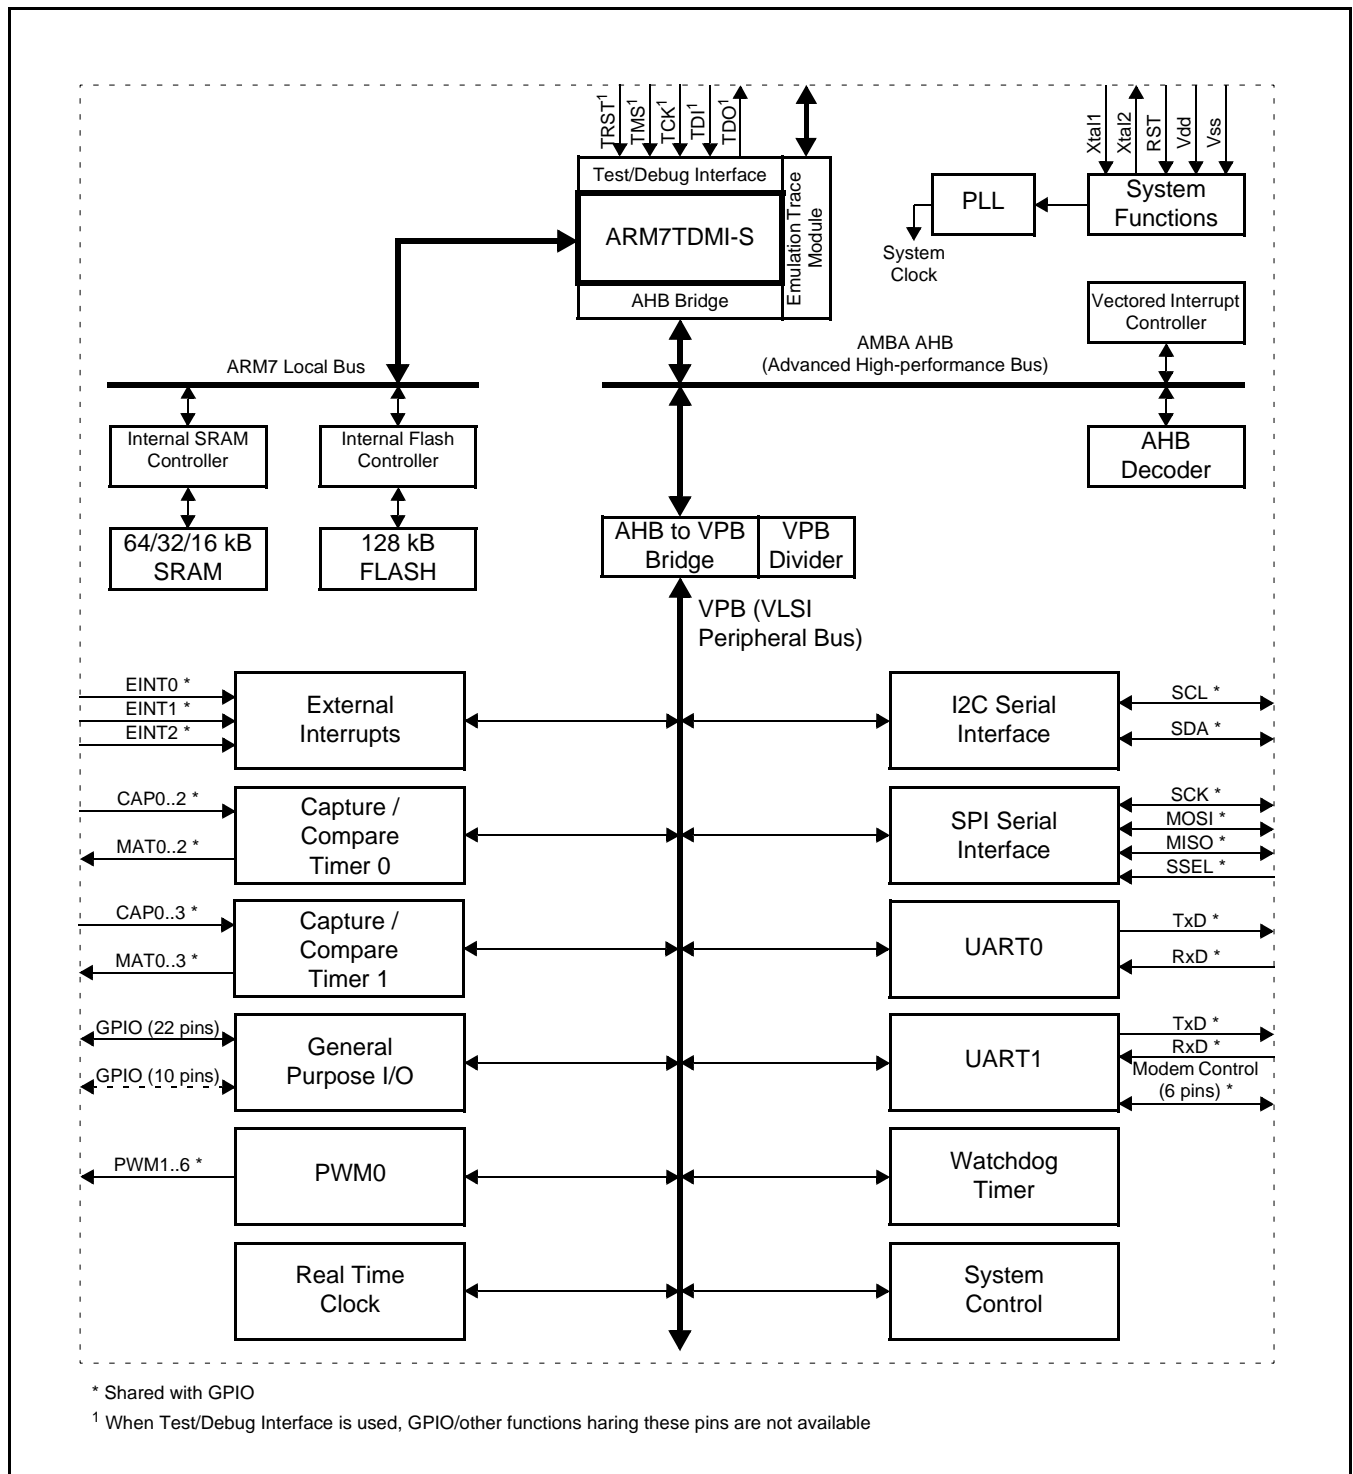 TRST1
TMS1
TCK1
TDI1
TDO1
Xtal1
Xtal2
RST
Vdd
Vss
Test/Debug Interface
ARM7TDMI-S
AHB Bridge
Emulation Trace
Module
PLL
System
Functions
System
Clock
Vectored Interrupt
Controller
AMBA AHB
(Advanced High-performance Bus)
ARM7 Local Bus
Internal SRAM
Controller
Internal Flash
Controller
AHB
Decoder
64/32/16 kB
SRAM
128 kB
FLASH
AHB to VPB
Bridge
VPB
Divider
VPB (VLSI
Peripheral Bus)
EINT0 *
EINT1 *
EINT2 *
External
Interrupts
I2C Serial
Interface
SCL *
SDA *
CAP0..2 *
MAT0..2 *
Capture /
Compare
Timer 0
SPI Serial
Interface
SCK *
MOSI *
MISO *
SSEL *
CAP0..3 *
MAT0..3 *
Capture /
Compare
Timer 1
UART0
TxD *
RxD *
GPIO (22 pins)
GPIO (10 pins)
General
Purpose I/O
UART1
TxD *
RxD *
Modem Control
(6 pins) *
PWM1..6 *
PWM0
Watchdog
Timer
Real Time
Clock
System
Control
* Shared with GPIO
1 When Test/Debug Interface is used, GPIO/other functions haring these pins are not available